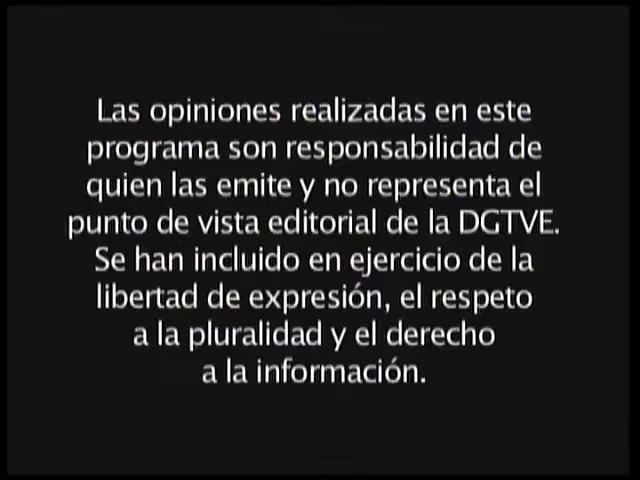 Las opiniones realizadas en este
programa son responsabilidad de
quien las emite y no representa el
punto de vista editorial de la DGTVE.
Se han incluido en ejercicio de la
libertad de expresión, el respeto
a la pluralidad y el derecho
a la información.